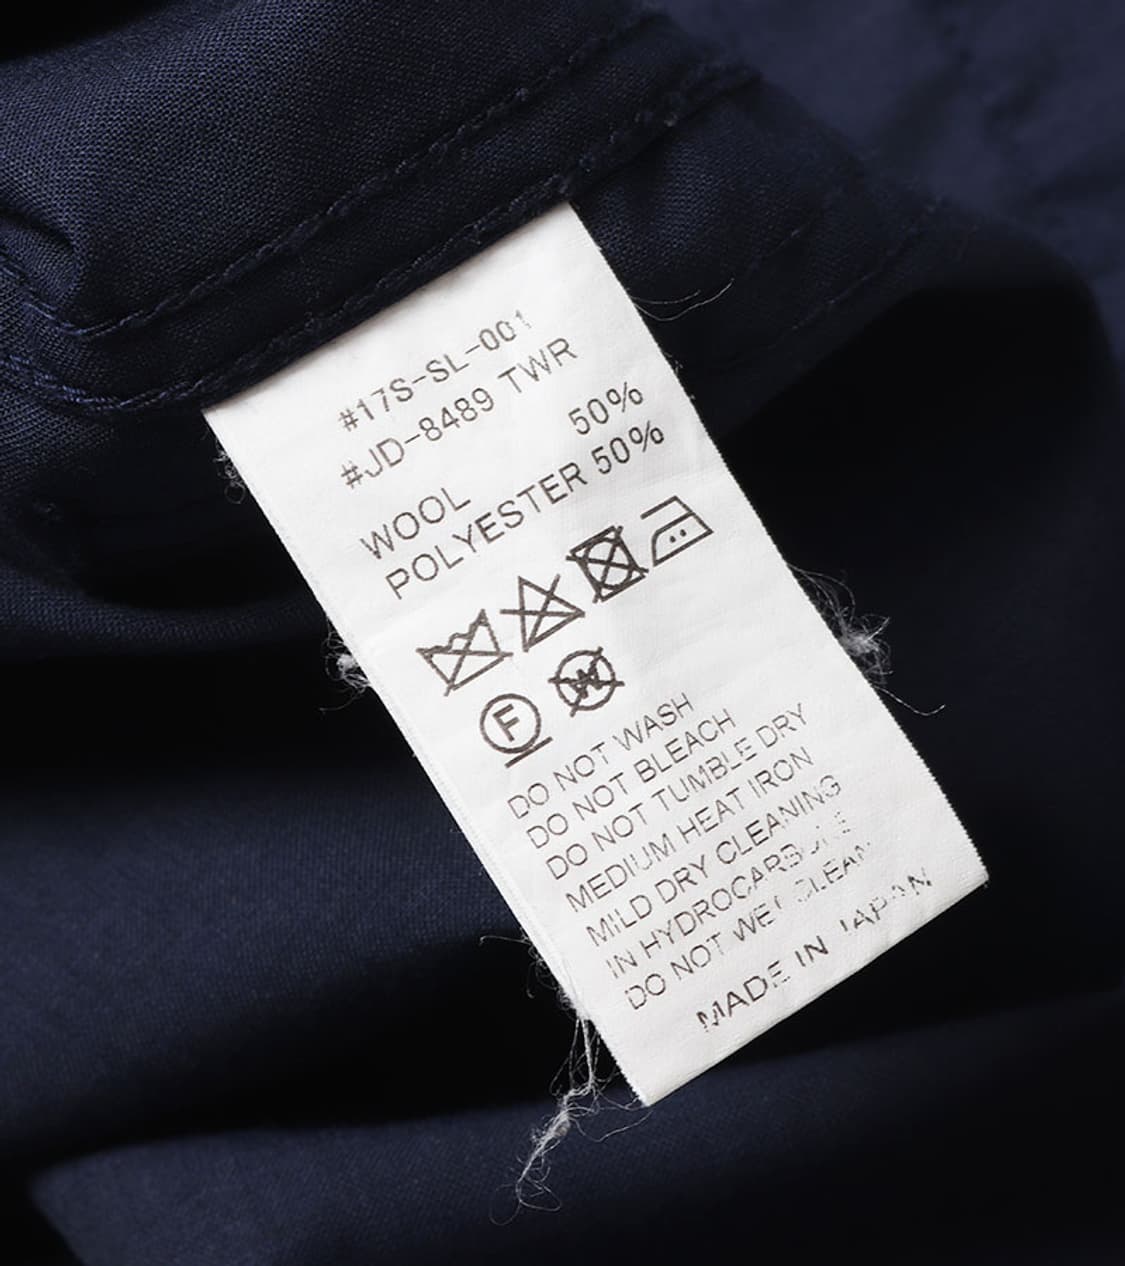 #17S-SL-001
#JD-8489 TWR
WOOL 50%
POLYESTER 50%
F
W
DO NOT WASH
DO NOT BLEACH
DO NOT TUMBLE DRY
MEDIUM HEAT IRON
MILD DRY CLEANING
IN HYDROCARBON
DO NOT WET CLEAN
MADE IN JAPAN